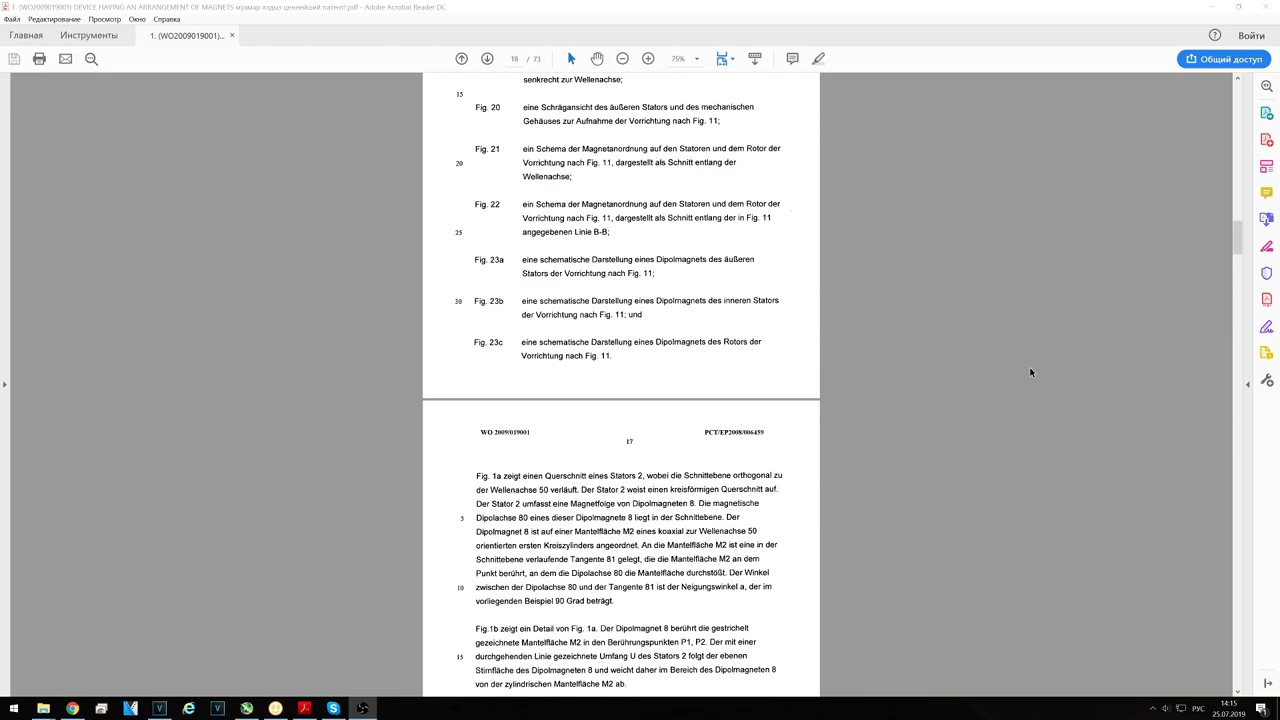 1. (WO2009019001) DEVICE HAVING AN ARRANGEMENT OF MAGNETS муамар ялдыз ценнейший патент!.pdf - Adobe Acrobat Reader DC
Файл Редактирование Просмотр Окно Справка
Главная Инструменты 1. (WO2009019001)... × Войти
18 / 73 75% Общий доступ
senkrecht zur Wellenachse;
15
Fig. 20 eine Schrägansicht des äußeren Stators und des mechanischen
Gehäuses zur Aufnahme der Vorrichtung nach Fig. 11;
Fig. 21 ein Schema der Magnetanordnung auf den Statoren und dem Rotor der
20 Vorrichtung nach Fig. 11, dargestellt als Schnitt entlang der
Wellenachse;
Fig. 22 ein Schema der Magnetanordnung auf den Statoren und dem Rotor der
Vorrichtung nach Fig. 11, dargestellt als Schnitt entlang der in Fig. 11
25 angegebenen Linie B-B;
Fig. 23a eine schematische Darstellung eines Dipolmagnets des äußeren
Stators der Vorrichtung nach Fig. 11;
30 Fig. 23b eine schematische Darstellung eines Dipolmagnets des inneren Stators
der Vorrichtung nach Fig. 11; und
Fig. 23c eine schematische Darstellung eines Dipolmagnets des Rotors der
Vorrichtung nach Fig. 11.
WO 2009/019001 PCT/EP2008/006459
17
Fig. 1a zeigt einen Querschnitt eines Stators 2, wobei die Schnittebene orthogonal zu
der Wellenachse 50 verläuft. Der Stator 2 weist einen kreisförmigen Querschnitt auf.
Der Stator 2 umfasst eine Magnetfolge von Dipolmagneten 8. Die magnetische
5 Dipolachse 80 eines dieser Dipolmagnete 8 liegt in der Schnittebene. Der
Dipolmagnet 8 ist auf einer Mantelfläche M2 eines koaxial zur Wellenachse 50
orientierten ersten Kreiszylinders angeordnet. An die Mantelfläche M2 ist eine in der
Schnittebene verlaufende Tangente 81 gelegt, die die Mantelfläche M2 an dem
Punkt berührt, an dem die Dipolachse 80 die Mantelfläche durchstößt. Der Winkel
10 zwischen der Dipolachse 80 und der Tangente 81 ist der Neigungswinkel a, der im
vorliegenden Beispiel 90 Grad beträgt.
Fig.1b zeigt ein Detail von Fig. 1a. Der Dipolmagnet 8 berührt die gestrichelt
gezeichnete Mantelfläche M2 in den Berührungspunkten P1, P2. Der mit einer
15 durchgehenden Linie gezeichnete Umfang U des Stators 2 folgt der ebenen
Stirnfläche des Dipolmagneten 8 und weicht daher im Bereich des Dipolmagneten 8
von der zylindrischen Mantelfläche M2 ab.
РУС 14:15
25.07.2019